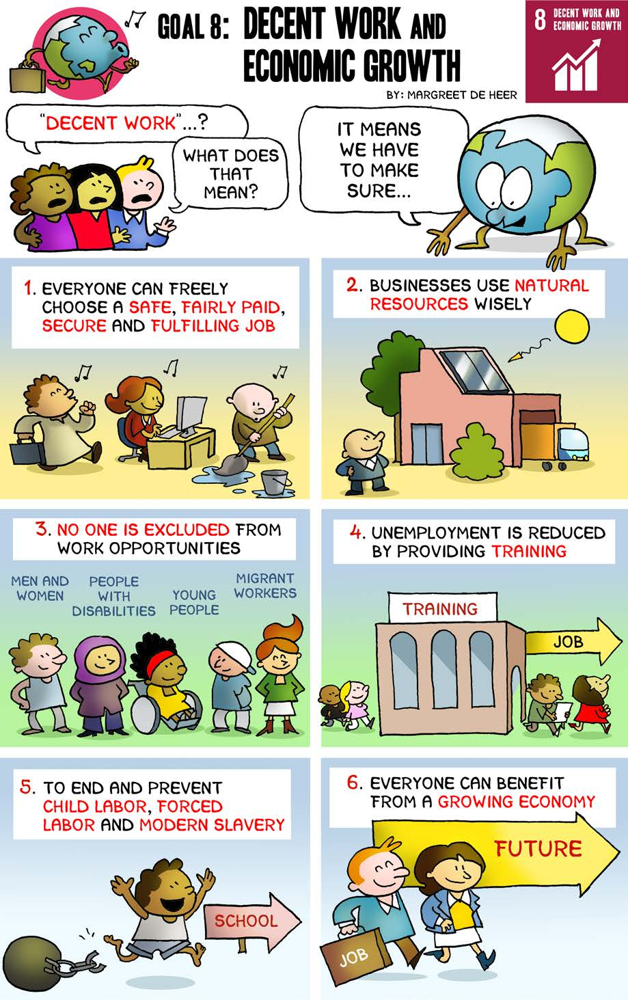 GOAL 8: DECENT WORK AND
ECONOMIC GROWTH
BY: MARGREET DE HEER
8 DECENT WORK AND
ECONOMIC GROWTH
"DECENT WORK"...?
WHAT DOES
THAT
MEAN?
IT MEANS
WE HAVE
TO MAKE
SURE...
1. EVERYONE CAN FREELY
CHOOSE A SAFE, FAIRLY PAID,
SECURE AND FULFILLING JOB
2. BUSINESSES USE NATURAL
RESOURCES WISELY
3. NO ONE IS EXCLUDED FROM
WORK OPPORTUNITIES
MEN AND
WOMEN
PEOPLE
WITH
DISABILITIES
YOUNG
PEOPLE
MIGRANT
WORKERS
4. UNEMPLOYMENT IS REDUCED
BY PROVIDING TRAINING
TRAINING
JOB
5. TO END AND PREVENT
CHILD LABOR, FORCED
LABOR AND MODERN SLAVERY
SCHOOL
6. EVERYONE CAN BENEFIT
FROM A GROWING ECONOMY
FUTURE
JOB